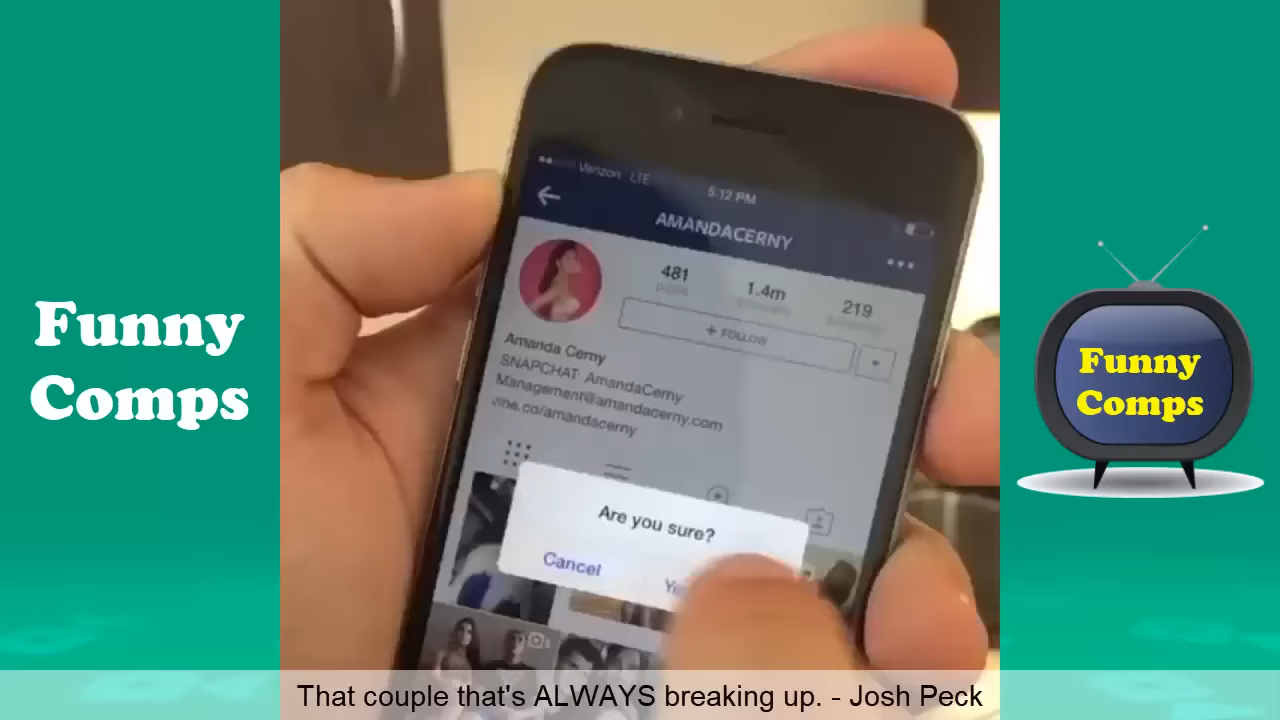 Funny
Comps
Verizon LTE
5:12 PM
AMANDACERNY
481
1.4m
219
+ FOLLOW
Amanda Cerny
SNAPCHAT: AmandaCerny
Management@amandacerny.com
vine.co/amandacerny
Are you sure?
Cancel
Funny
Comps
That couple that's ALWAYS breaking up. - Josh Peck